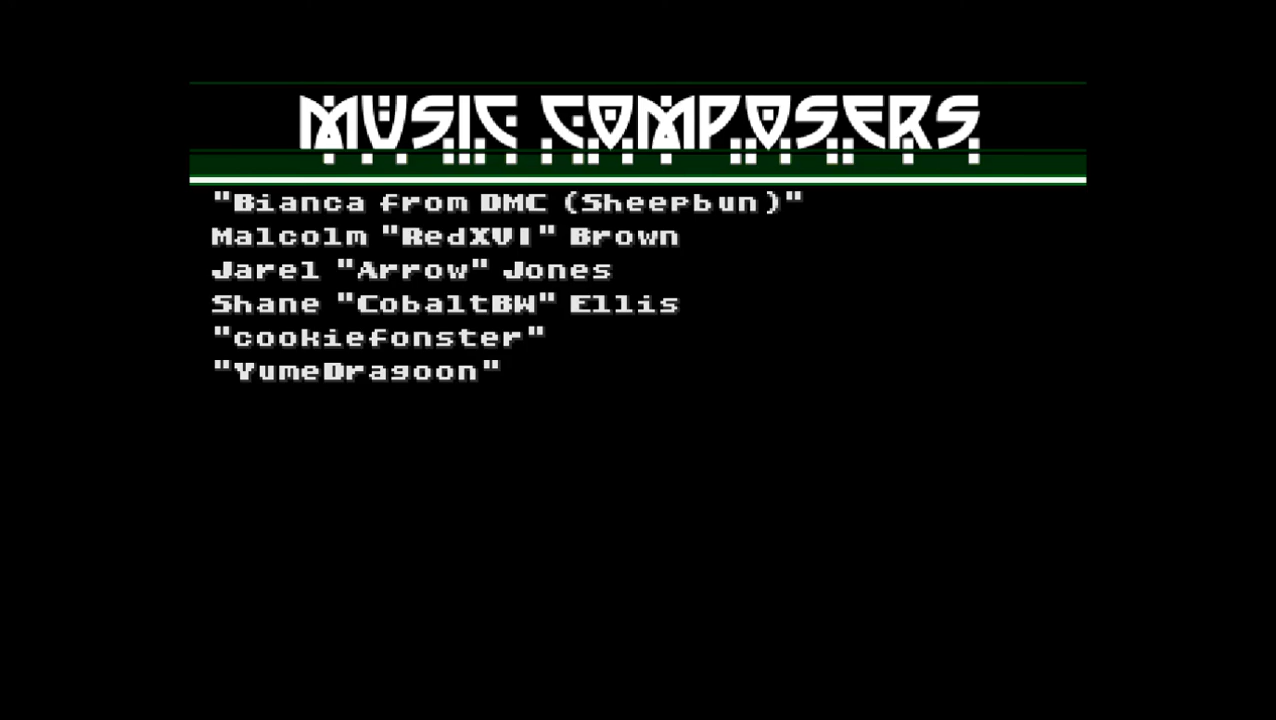 MUSIC COMPOSERS
"Bianca from DMC (Sheepbun)"
Malcolm "RedXVI" Brown
Jarel "Arrow" Jones
Shane "CobaltBW" Ellis
"cookiefonster"
"YumeDragoon"